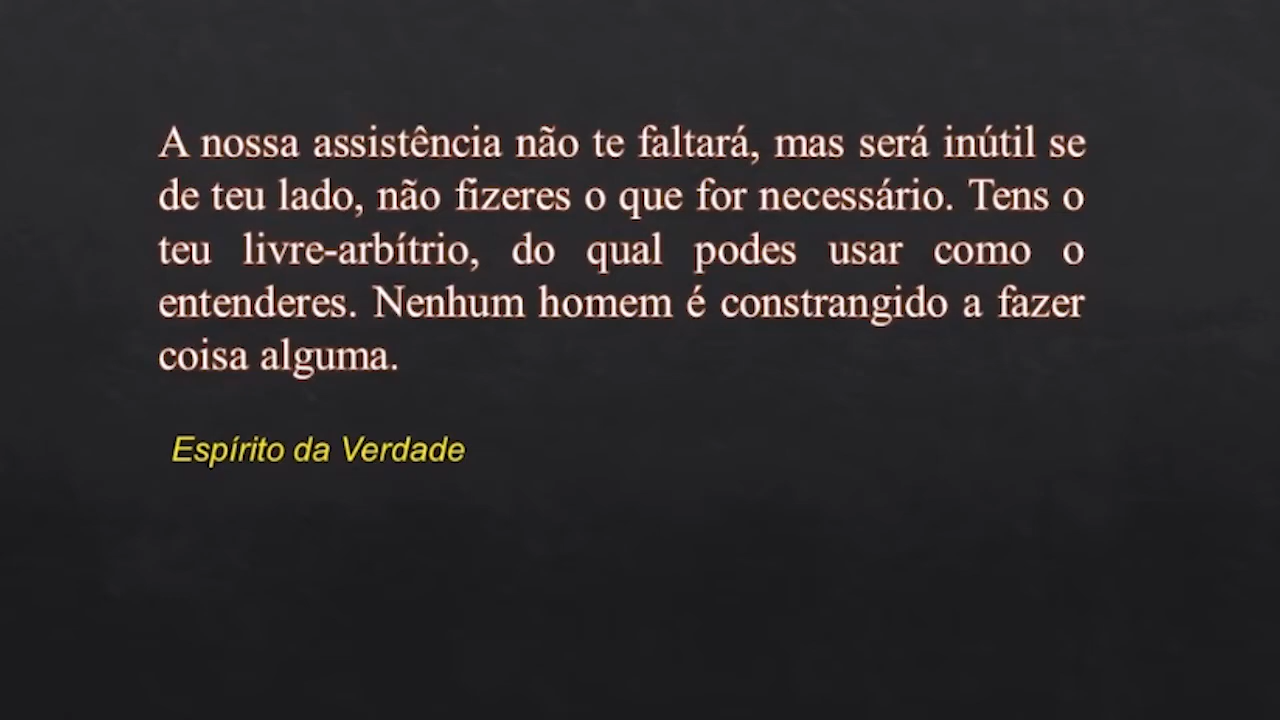 A nossa assistência não te faltará, mas será inútil se
de teu lado, não fizeres o que for necessário. Tens o
teu livre-arbítrio, do qual podes usar como o
entenderes. Nenhum homem é constrangido a fazer
coisa alguma.
Espírito da Verdade